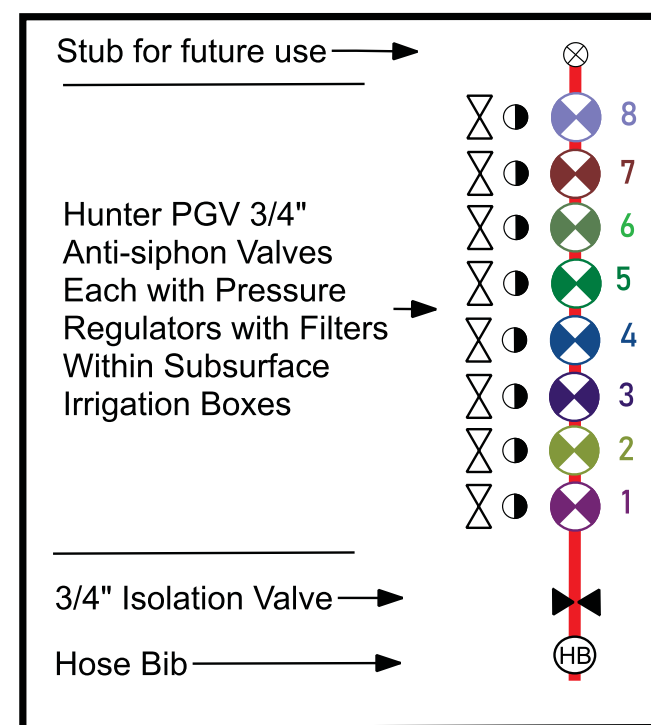 Stub for future use
8
7
Hunter PGV 3/4"
6
Anti-siphon Valves
Each with Pressure
5
Regulators with Filters
4
Within Subsurface
Irrigation Boxes
3
2
1
3/4" Isolation Valve
Hose Bib
HB